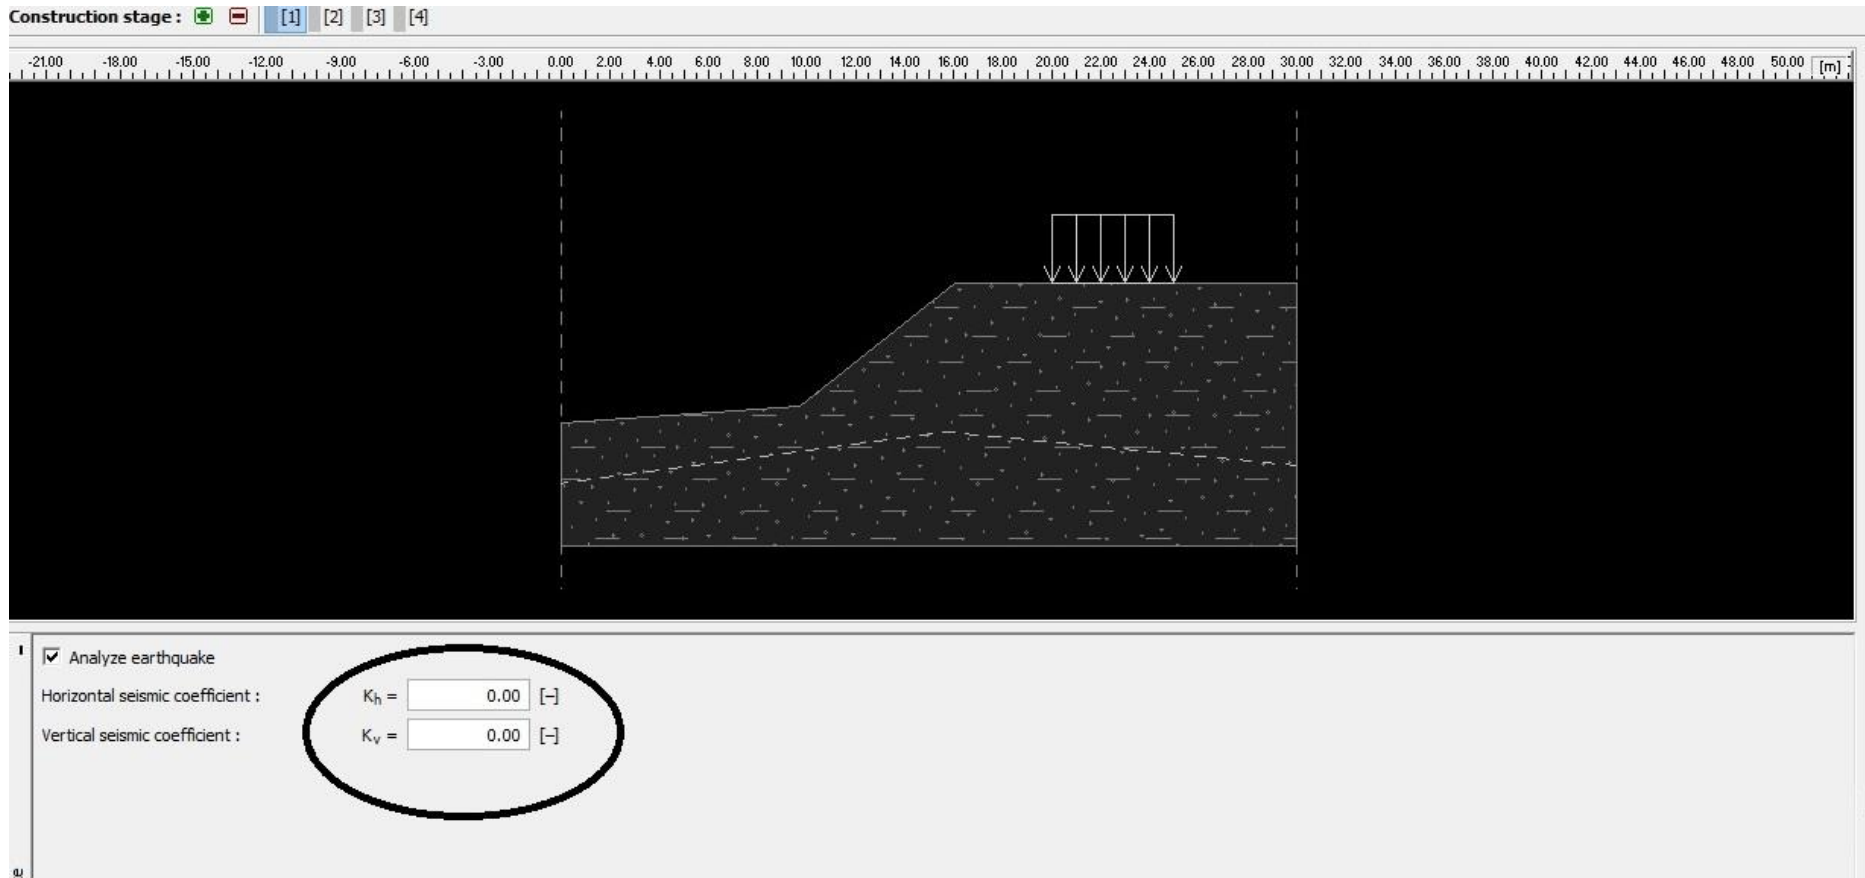 Construction stage : [1] [2] [3] [4]
-21.00 -18.00 -15.00 -12.00 -9.00 -6.00 -3.00 0.00 2.00 4.00 6.00 8.00 10.00 12.00 14.00 16.00 18.00 20.00 22.00 24.00 26.00 28.00 30.00 32.00 34.00 36.00 38.00 40.00 42.00 44.00 46.00 48.00 50.00 [m]
Analyze earthquake
Horizontal seismic coefficient : Kh = 0.00 [–]
Vertical seismic coefficient : Kv = 0.00 [–]